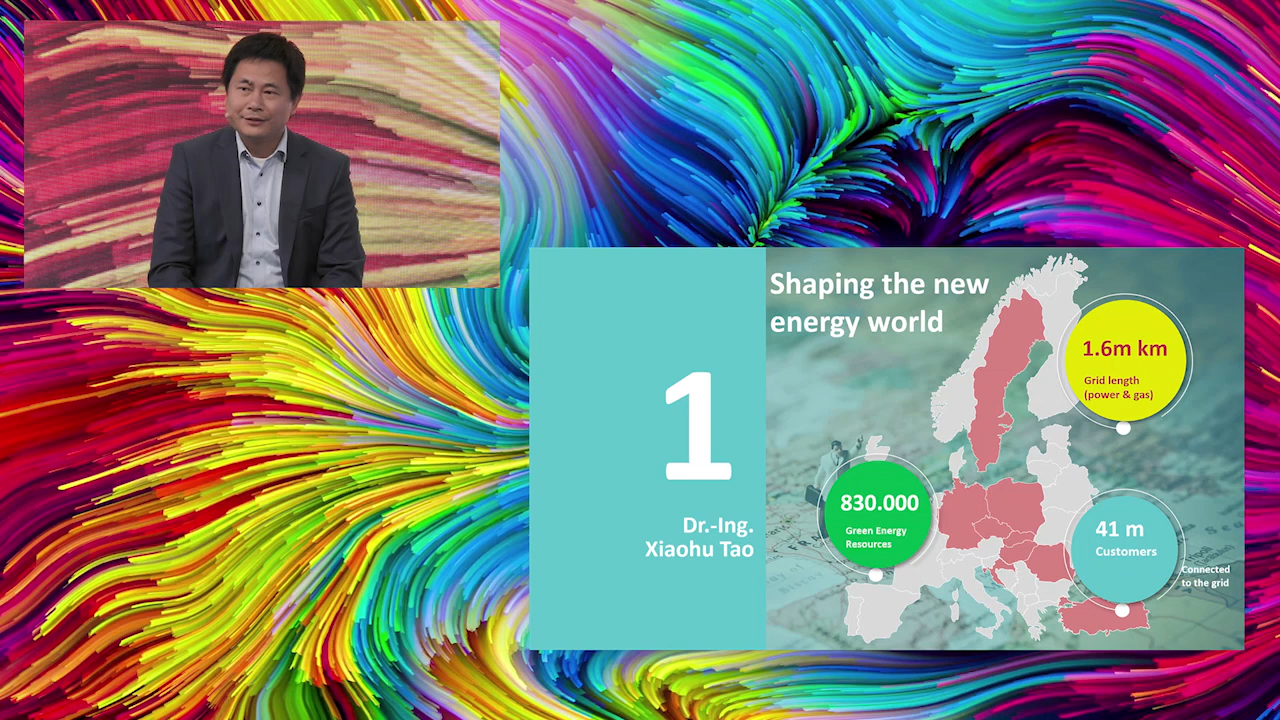 Shaping the new
energy world
1
Dr.-Ing.
Xiaohu Tao
1.6m km
Grid length
(power & gas)
830.000
Green Energy
Resources
41 m
Customers
Connected
to the grid